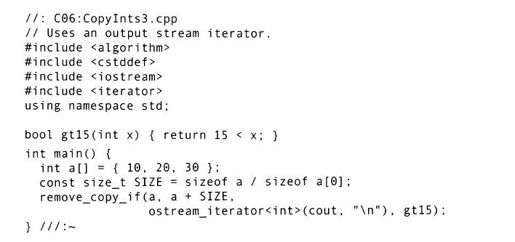 //: C06:CopyInts3.cpp
// Uses an output stream iterator.
#include <algorithm>
#include <cstddef>
#include <iostream>
#include <iterator>
using namespace std;
bool gt15(int x) { return 15 < x; }
int main() {
int a[] = { 10, 20, 30 };
const size_t SIZE = sizeof a / sizeof a[0];
remove_copy_if(a, a + SIZE,
ostream_iterator<int>(cout, "\n"), gt15);
} ///:~